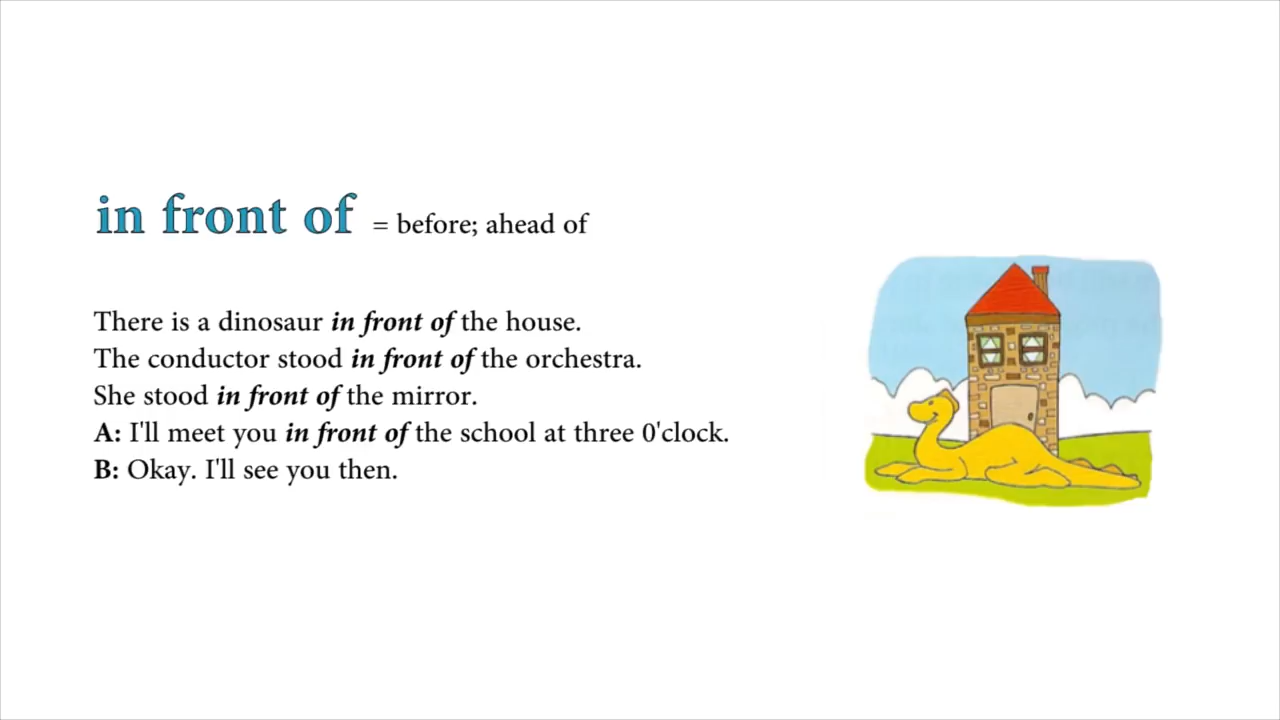 in front of = before; ahead of
There is a dinosaur in front of the house.
The conductor stood in front of the orchestra.
She stood in front of the mirror.
A: I'll meet you in front of the school at three 0'clock.
B: Okay. I'll see you then.